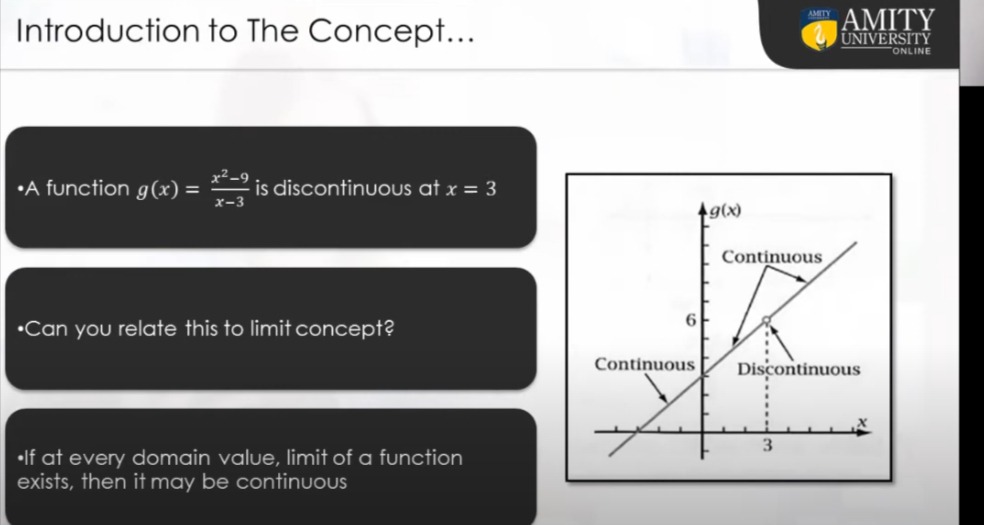 Introduction to The Concept...
AMITY
AMITY
UNIVERSITY
ONLINE
•A function g(x) = x²−9 / x−3 is discontinuous at x = 3
•Can you relate this to limit concept?
•If at every domain value, limit of a function
exists, then it may be continuous
g(x)
Continuous
6
Continuous
Discontinuous
x
3